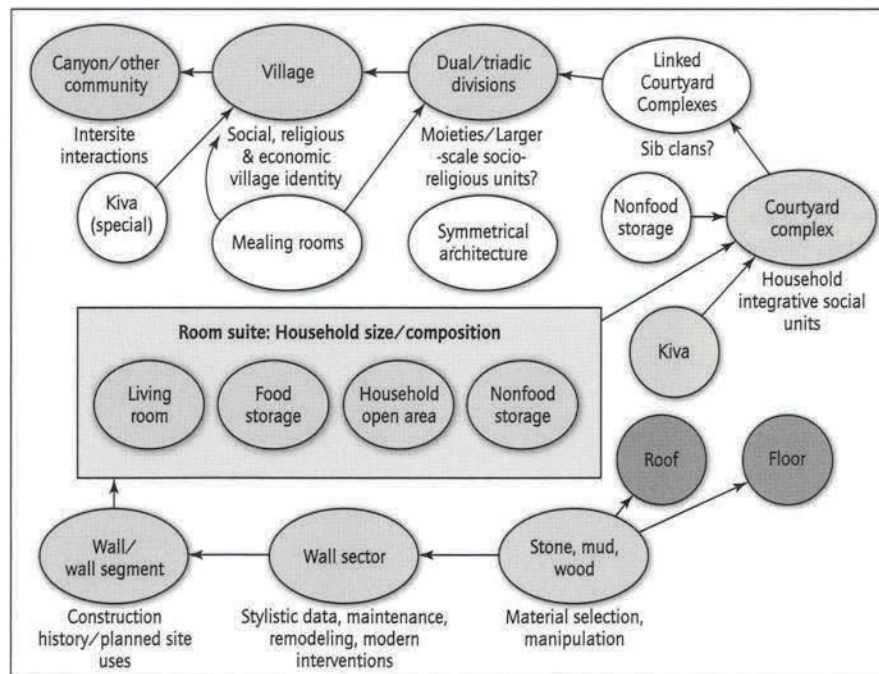 Canyon/other
community
Village
Dual/triadic
divisions
Linked
Courtyard
Complexes
Intersite
interactions
Social, religious
& economic
village identity
Moieties/Larger
-scale socio-
religious units?
Sib clans?
Kiva
(special)
Mealing rooms
Symmetrical
architecture
Nonfood
storage
Courtyard
complex
Household
integrative social
units
Kiva
Room suite: Household size/composition
Living
room
Food
storage
Household
open area
Nonfood
storage
Roof
Floor
Wall/
wall segment
Wall sector
Stone, mud,
wood
Construction
history/planned site
uses
Stylistic data, maintenance,
remodeling, modern
interventions
Material selection,
manipulation